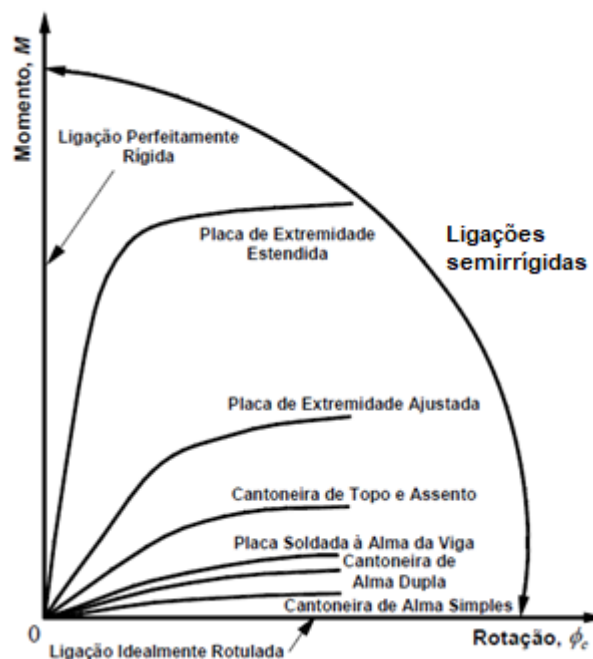 Momento, M
Ligação Perfeitamente
Rígida
Placa de Extremidade
Estendida
Ligações
semirrígidas
Placa de Extremidade Ajustada
Cantoneira de Topo e Assento
Placa Soldada à Alma da Viga
Cantoneira de
Alma Dupla
Cantoneira de Alma Simples
0
Rotação, ϕc
Ligação Idealmente Rotulada